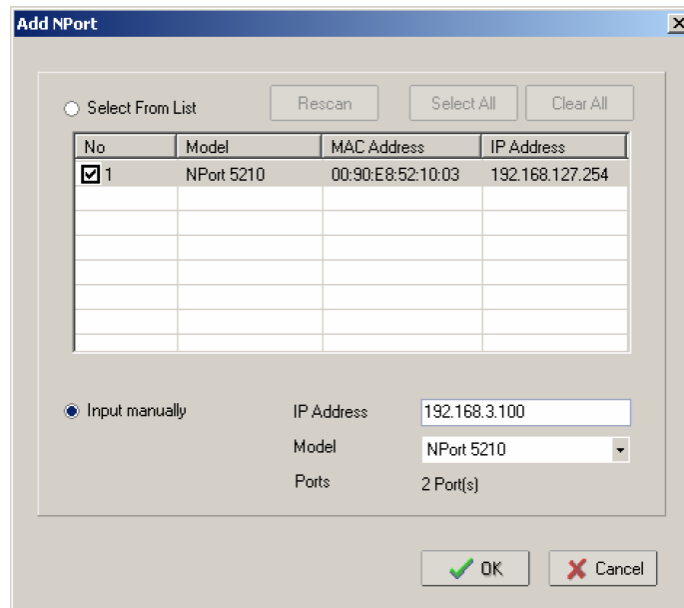 Add NPort
Select From List Rescan Select All Clear All
No Model MAC Address IP Address
1 NPort 5210 00:90:E8:52:10:03 192.168.127.254
Input manually IP Address 192.168.3.100
Model NPort 5210
Ports 2 Port(s)
OK Cancel